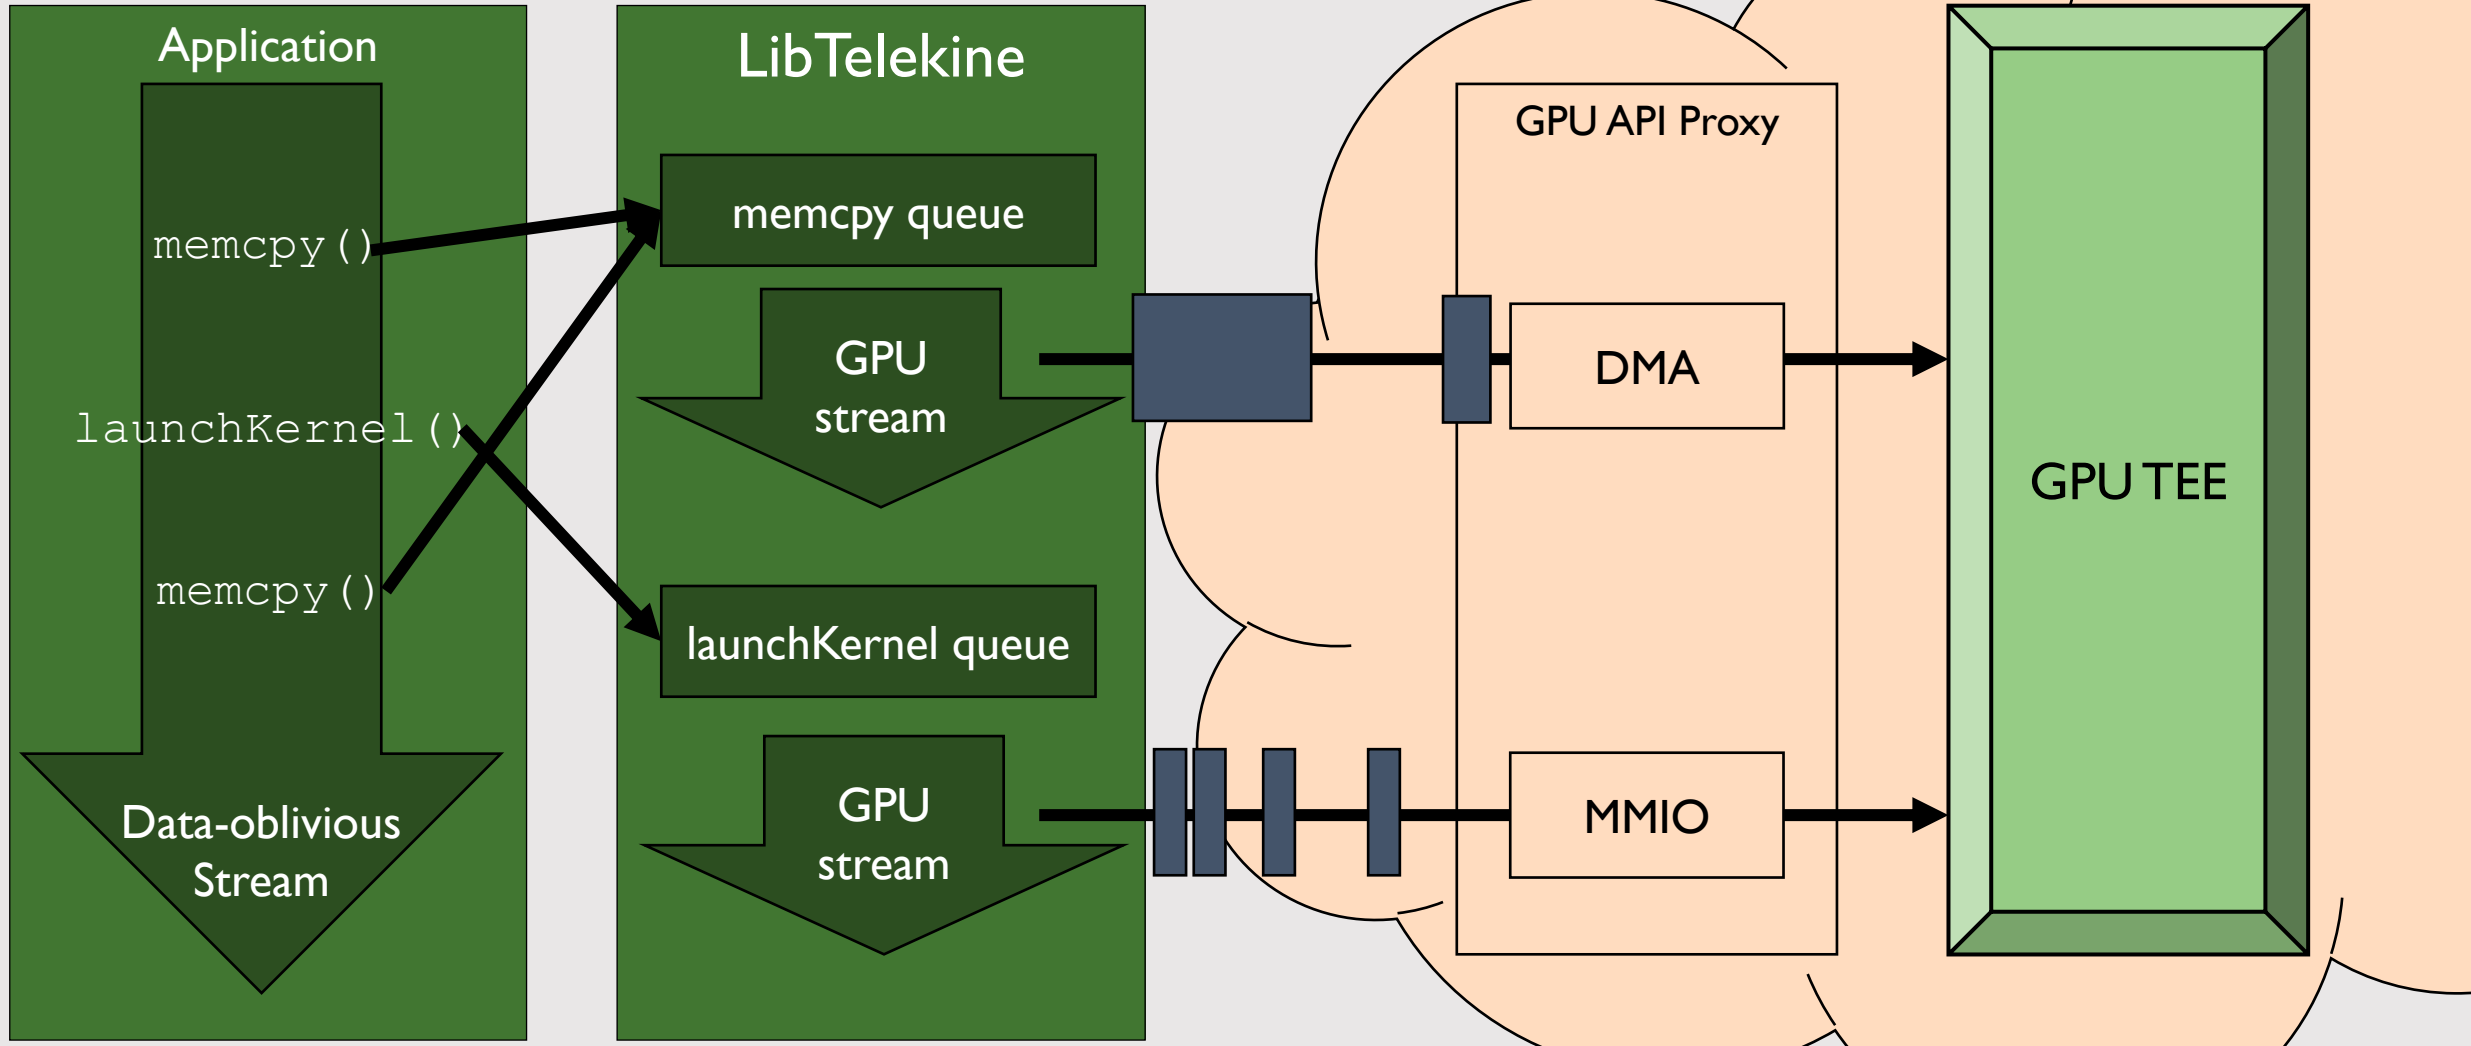 Application
memcpy()
launchKernel()
memcpy()
Data-oblivious
Stream
LibTelekine
memcpy queue
GPU
stream
launchKernel queue
GPU
stream
GPU API Proxy
DMA
MMIO
GPU TEE